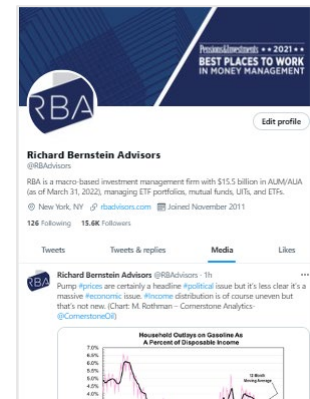 Pensions&Investments •• 2021 ••
BEST PLACES TO WORK
IN MONEY MANAGEMENT
RBA
Edit profile
Richard Bernstein Advisors
@RBAdvisors
RBA is a macro-based investment management firm with $15.5 billion in AUM/AUA
(as of March 31, 2022), managing ETF portfolios, mutual funds, UITs, and ETFs.
New York, NY rbadvisors.com Joined November 2011
126 Following 15.6K Followers
Tweets Tweets & replies Media Likes
RBA Richard Bernstein Advisors @RBAdvisors · 1h ...
Pump #prices are certainly a headline #political issue but it's less clear it's a
massive #economic issue. #Income distribution is of course uneven but
that's not new. (Chart: M. Rothman - Cornerstone Analytics-
@CornerstoneOil)
Household Outlays on Gasoline As
A Percent of Disposable Income
7.0%
6.0%
6.0%
5.0%
4.0%
12 Month
Moving Average